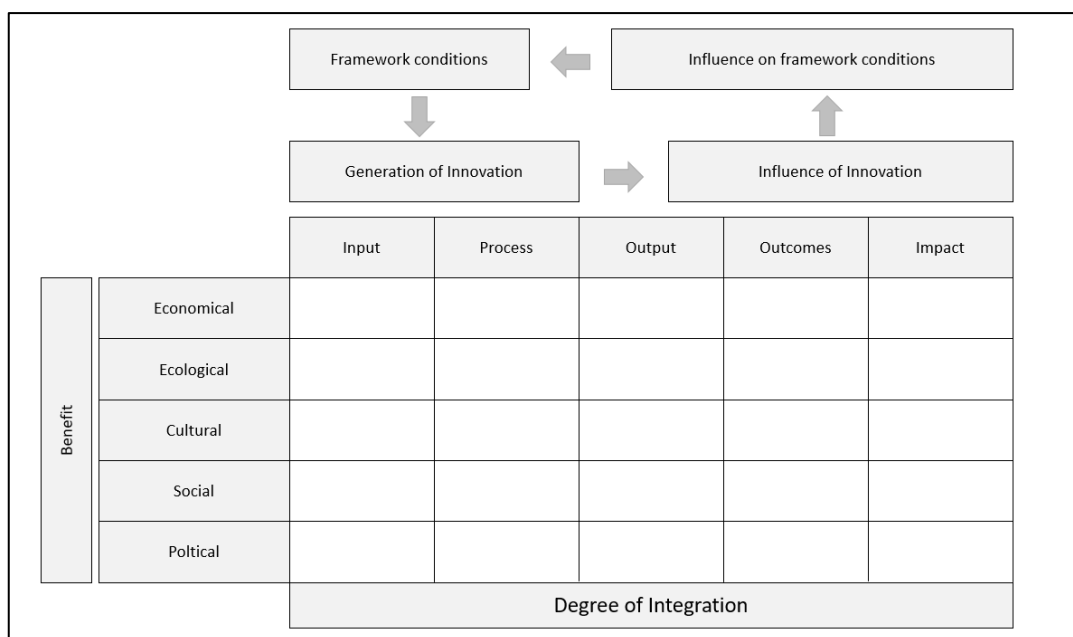 Framework conditions
Influence on framework conditions
Generation of Innovation
Influence of Innovation
Input
Process
Output
Outcomes
Impact
Benefit
Economical
Ecological
Cultural
Social
Poltical
Degree of Integration